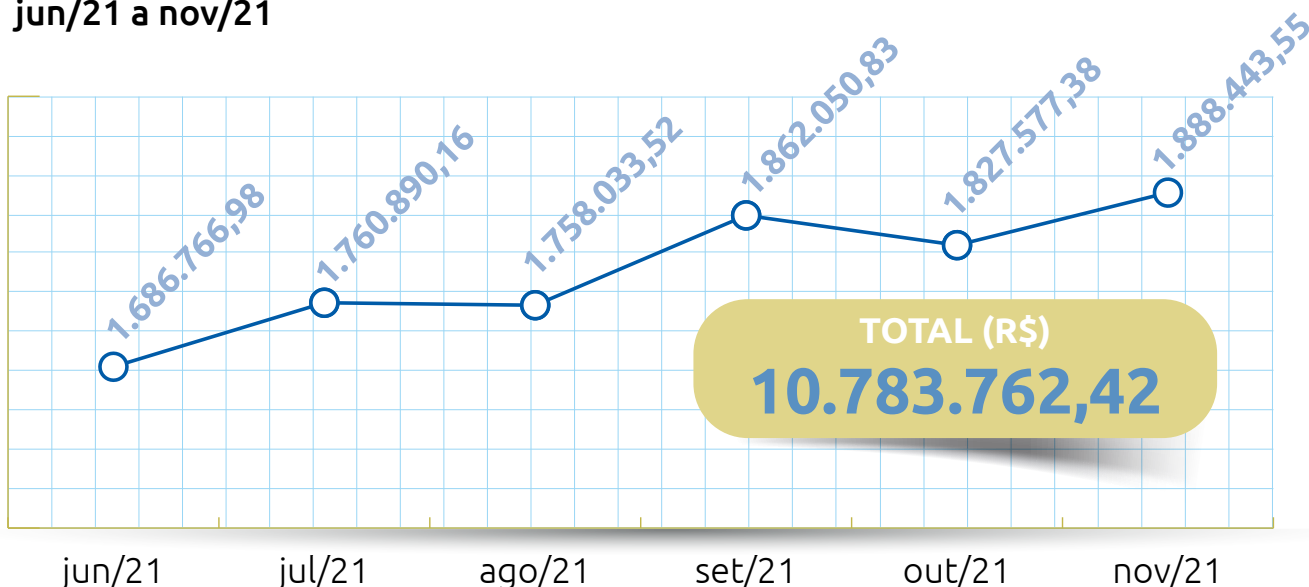 jun/21 a nov/21
1.686.766,98
1.760.890,16
1.758.033,52
1.862.050,83
1.827.577,38
1.888.443,55
TOTAL (R$)
10.783.762,42
jun/21
jul/21
ago/21
set/21
out/21
nov/21